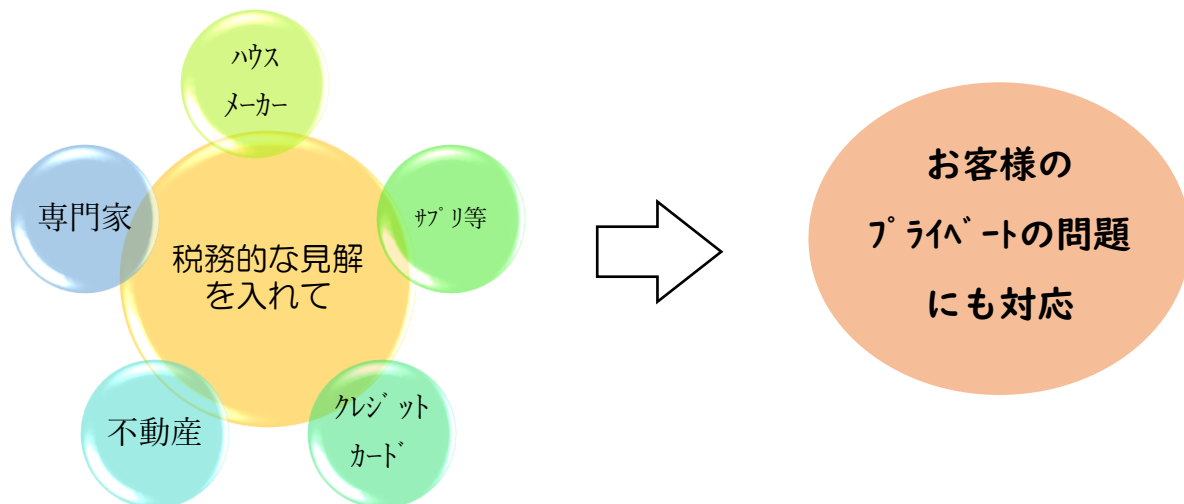 ﾊｳｽ
ﾒｰｶｰ
専門家
ｻﾌﾟﾘ等
税務的な見解
を入れて
不動産
ｸﾚｼﾞｯﾄ
ｶｰﾄﾞ
お客様の
ﾌﾟﾗｲﾍﾞｰﾄの問題
にも対応